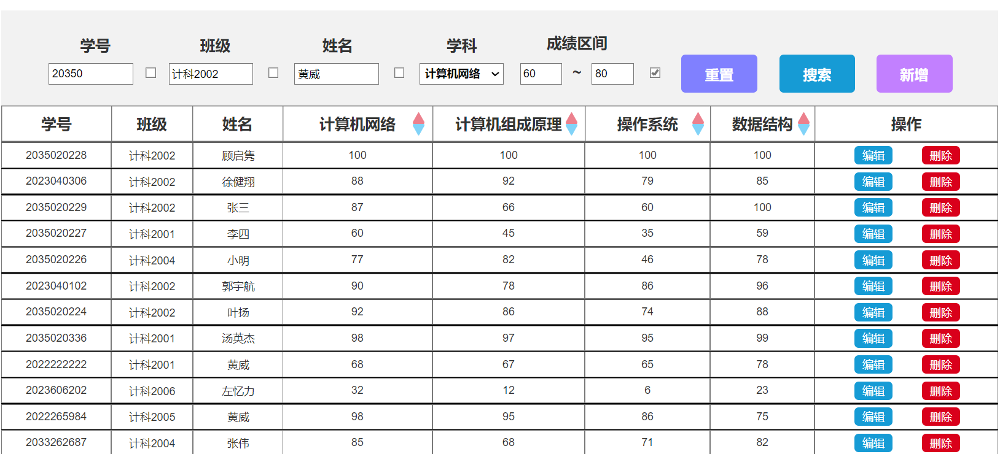 学号 班级 姓名 学科 成绩区间
20350 计科2002 黄威 计算机网络 60 ~ 80 重置 搜索 新增
学号 班级 姓名 计算机网络 计算机组成原理 操作系统 数据结构 操作
2035020228 计科2002 顾启隽 100 100 100 100 编辑 删除
2023040306 计科2002 徐健翔 88 92 79 85 编辑 删除
2035020229 计科2002 张三 87 66 60 100 编辑 删除
2035020227 计科2001 李四 60 45 35 59 编辑 删除
2035020226 计科2004 小明 77 82 46 78 编辑 删除
2023040102 计科2002 郭宇航 90 78 86 96 编辑 删除
2035020224 计科2002 叶扬 92 86 74 88 编辑 删除
2035020336 计科2001 汤英杰 98 97 95 99 编辑 删除
2022222222 计科2001 黄威 68 67 65 78 编辑 删除
2023606202 计科2006 左忆力 32 12 6 23 编辑 删除
2022265984 计科2005 黄威 98 95 86 75 编辑 删除
2033262687 计科2004 张伟 85 68 71 82 编辑 删除